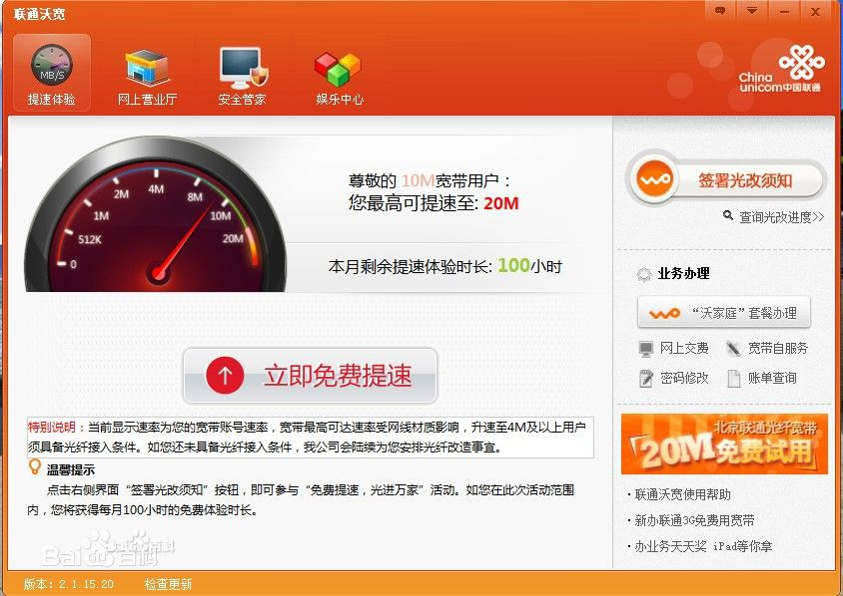 联通沃宽
MB/S
提速体验
网上营业厅
安全管家
娱乐中心
China
unicom中国联通
0
512K
1M
2M
4M
8M
10M
20M
尊敬的 10M宽带用户：
您最高可提速至: 20M
本月剩余提速体验时长: 100小时
立即免费提速
特别说明：当前显示速率为您的宽带账号速率，宽带最高可达速率受网线材质影响，升速至4M及以上用户
须具备光纤接入条件。如您还未具备光纤接入条件，我公司会陆续为您安排光纤改造事宜。
温馨提示
点击右侧界面“签署光改须知”按钮，即可参与“免费提速，光进万家”活动。如您在此次活动范围
内，您将获得每月100小时的免费体验时长。
Baidu百科
签署光改须知
查询光改进度>>
业务办理
“沃家庭”套餐办理
网上交费
宽带自服务
密码修改
账单查询
北京联通光纤宽带
20M免费试用
·联通沃宽使用帮助
·新办联通3G免费用宽带
·办业务天天奖 iPad等你拿
版本: 2.1.15.20
检查更新